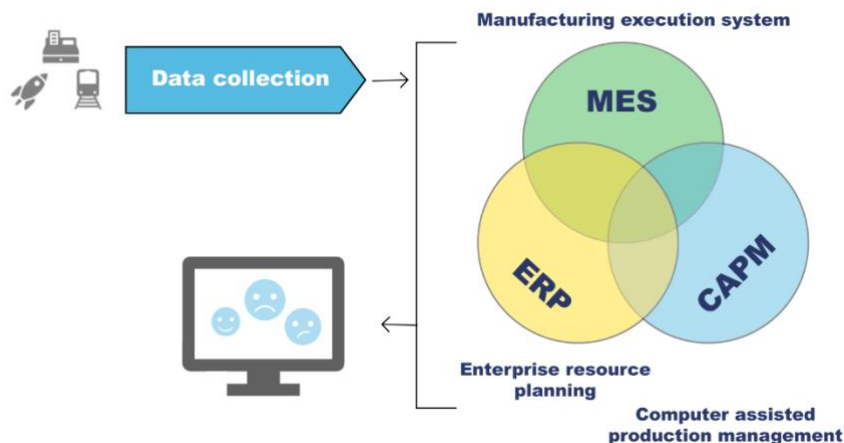 Manufacturing execution system
Data collection
MES
ERP
CAPM
Enterprise resource
planning
Computer assisted
production management